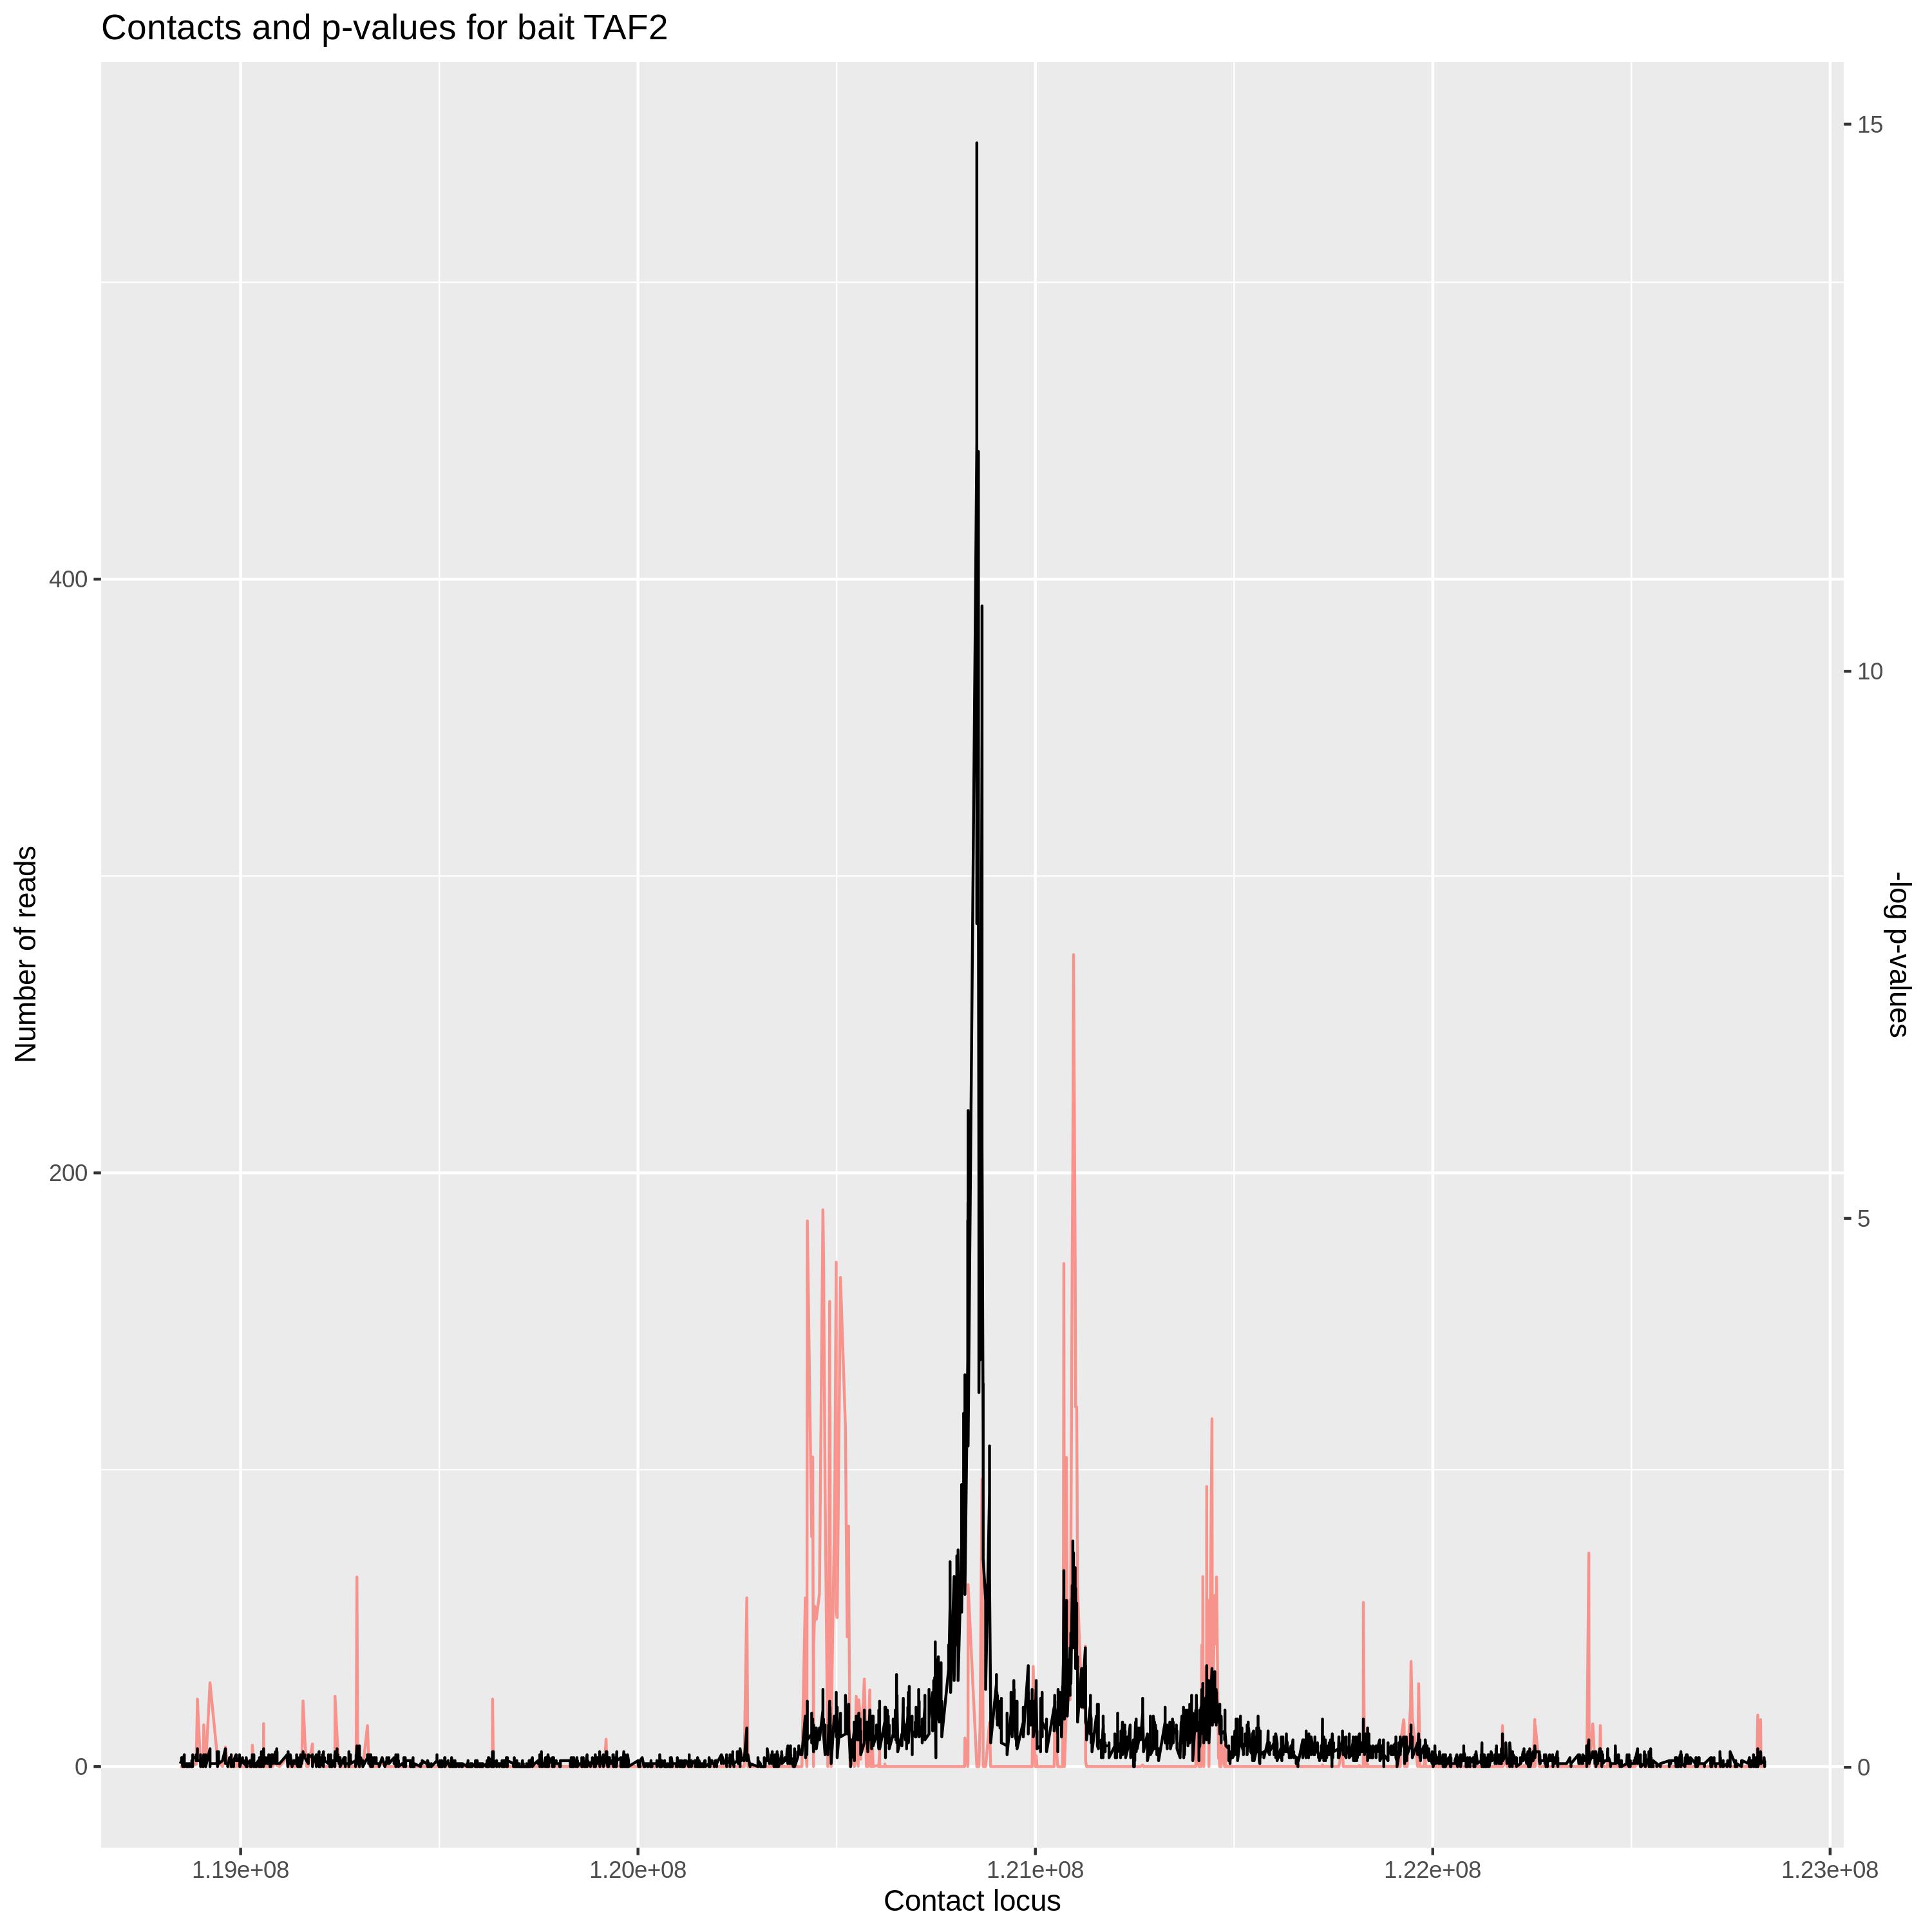 Contacts and p-values for bait TAF2
Number of reads
400
200
0
15
10
5
0
-log p-values
1.19e+08
1.20e+08
1.21e+08
1.22e+08
1.23e+08
Contact locus